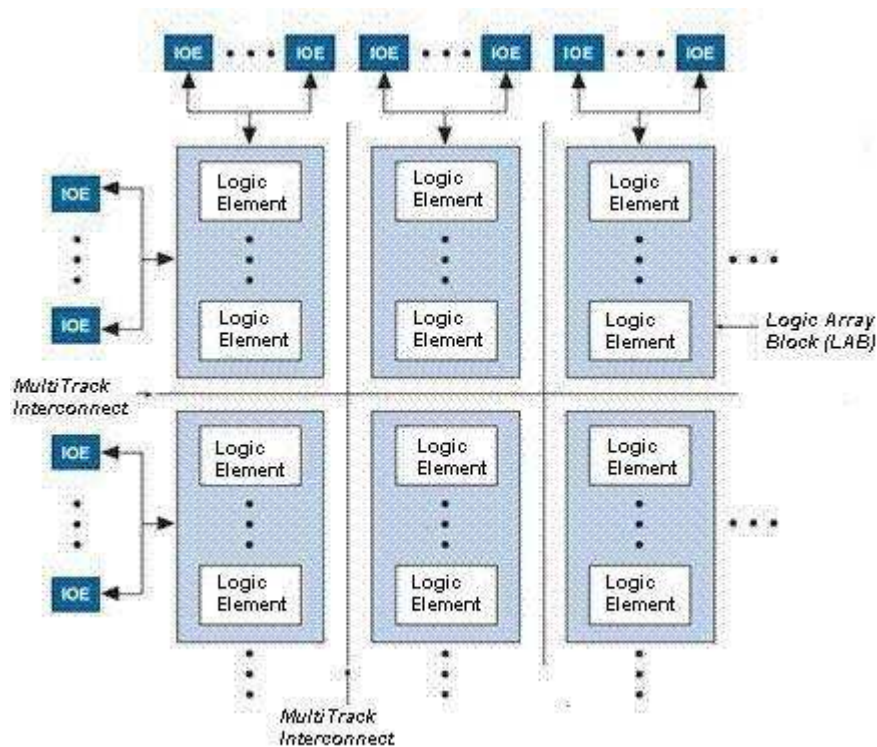 IOE IOE IOE IOE IOE IOE
Logic Element
Logic Element
Logic Element
IOE
IOE
Logic Element
Logic Element
Logic Element
Logic Array
Block (LAB)
MultiTrack
Interconnect
IOE
IOE
Logic Element
Logic Element
Logic Element
Logic Element
Logic Element
Logic Element
MultiTrack
Interconnect